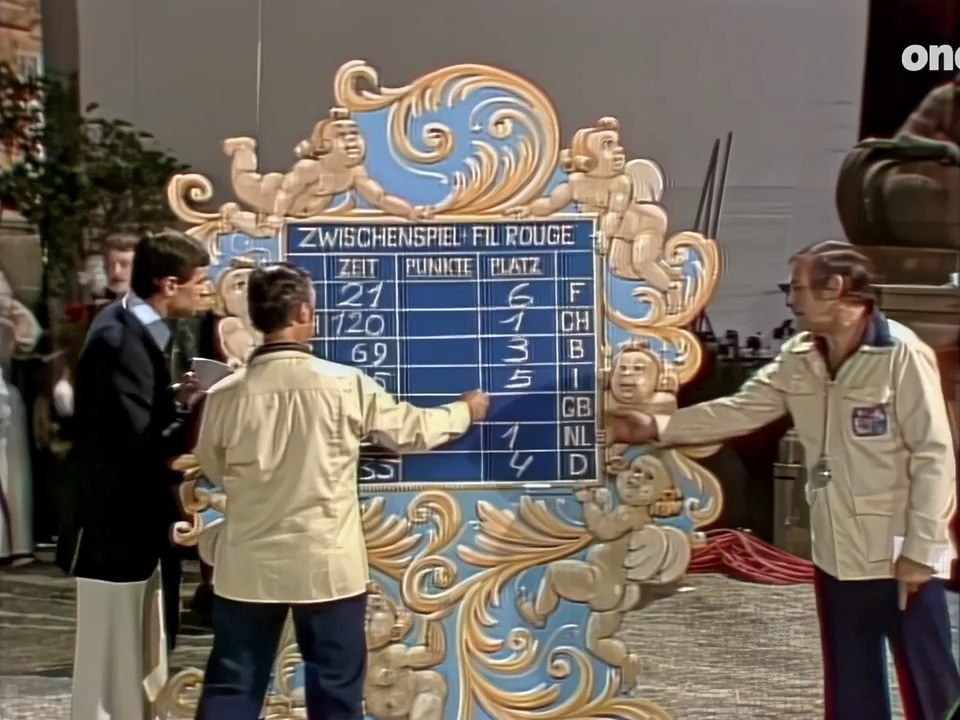 one
ZWISCHENSPIEL: FIL ROUGE
ZEIT PUNKTE PLATZ
21 6 F
120 1 CH
69 3 B
5 I
GB
1 NL
55 4 D